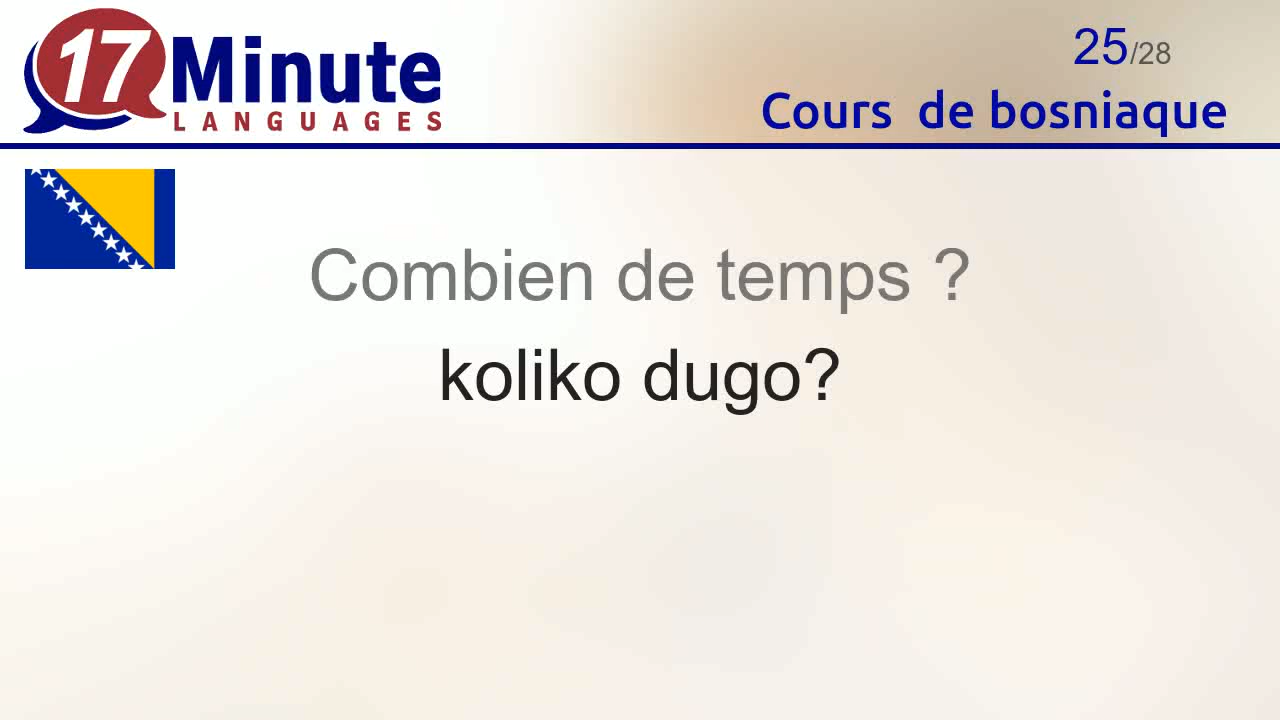 17 Minute
LANGUAGES
25/28
Cours de bosniaque
Combien de temps ?
koliko dugo?